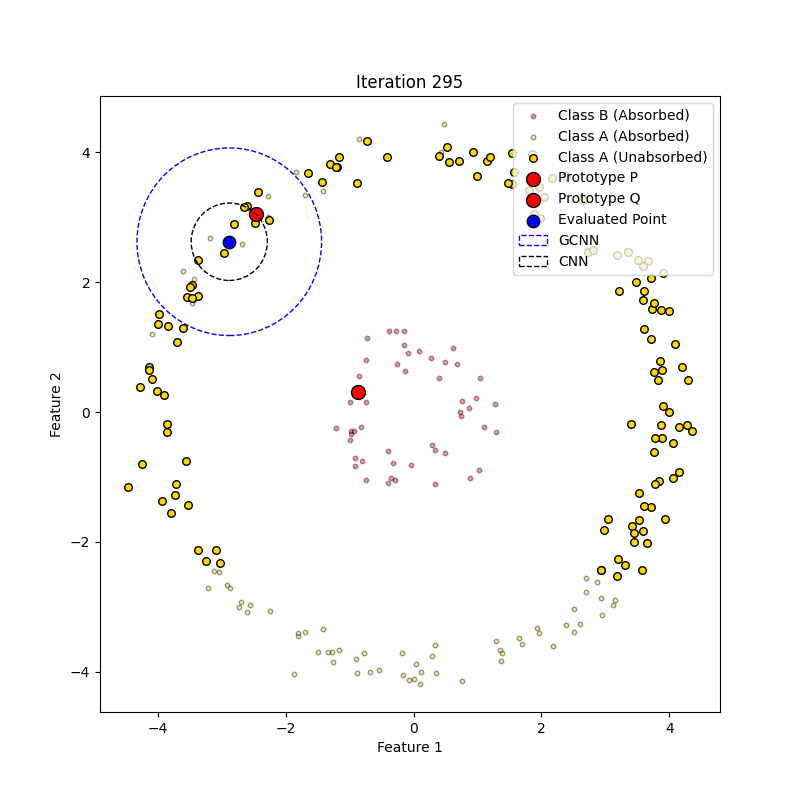 Iteration 295
Class B (Absorbed)
Class A (Absorbed)
Class A (Unabsorbed)
Prototype P
Prototype Q
Evaluated Point
GCNN
CNN
Feature 2
4
2
0
−2
−4
−4
−2
0
2
4
Feature 1